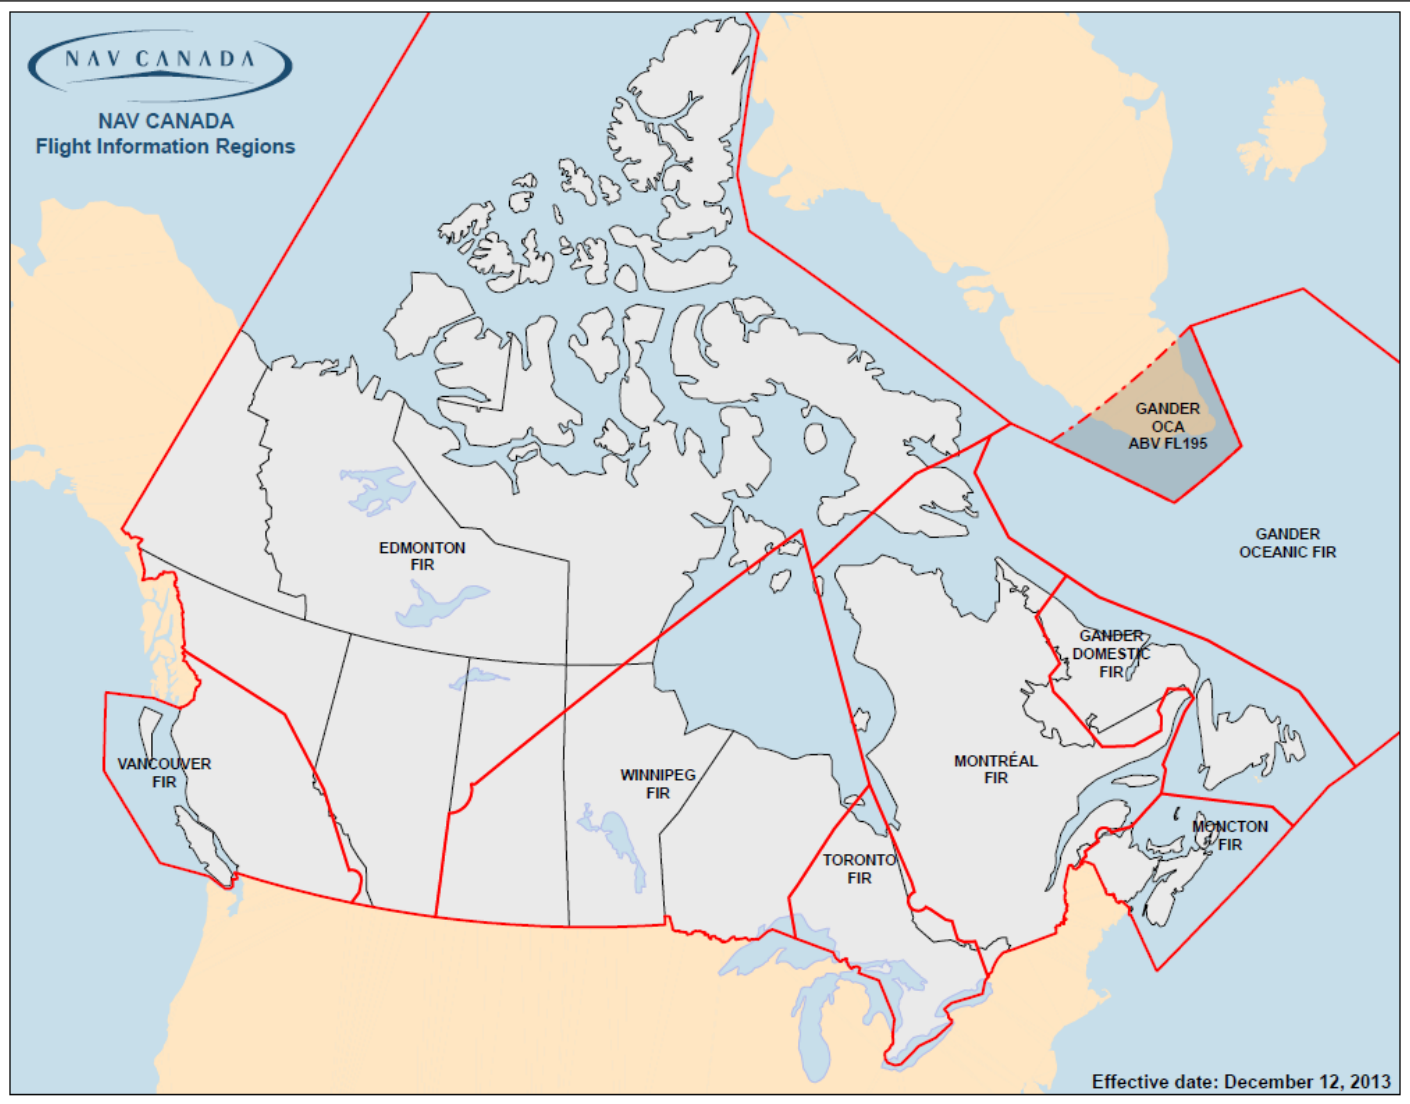 NAV CANADA
NAV CANADA
Flight Information Regions
GANDER
OCA
ABV FL195
GANDER
OCEANIC FIR
EDMONTON
FIR
GANDER
DOMESTIC
FIR
VANCOUVER
FIR
WINNIPEG
FIR
MONTRÉAL
FIR
MONCTON
FIR
TORONTO
FIR
Effective date: December 12, 2013